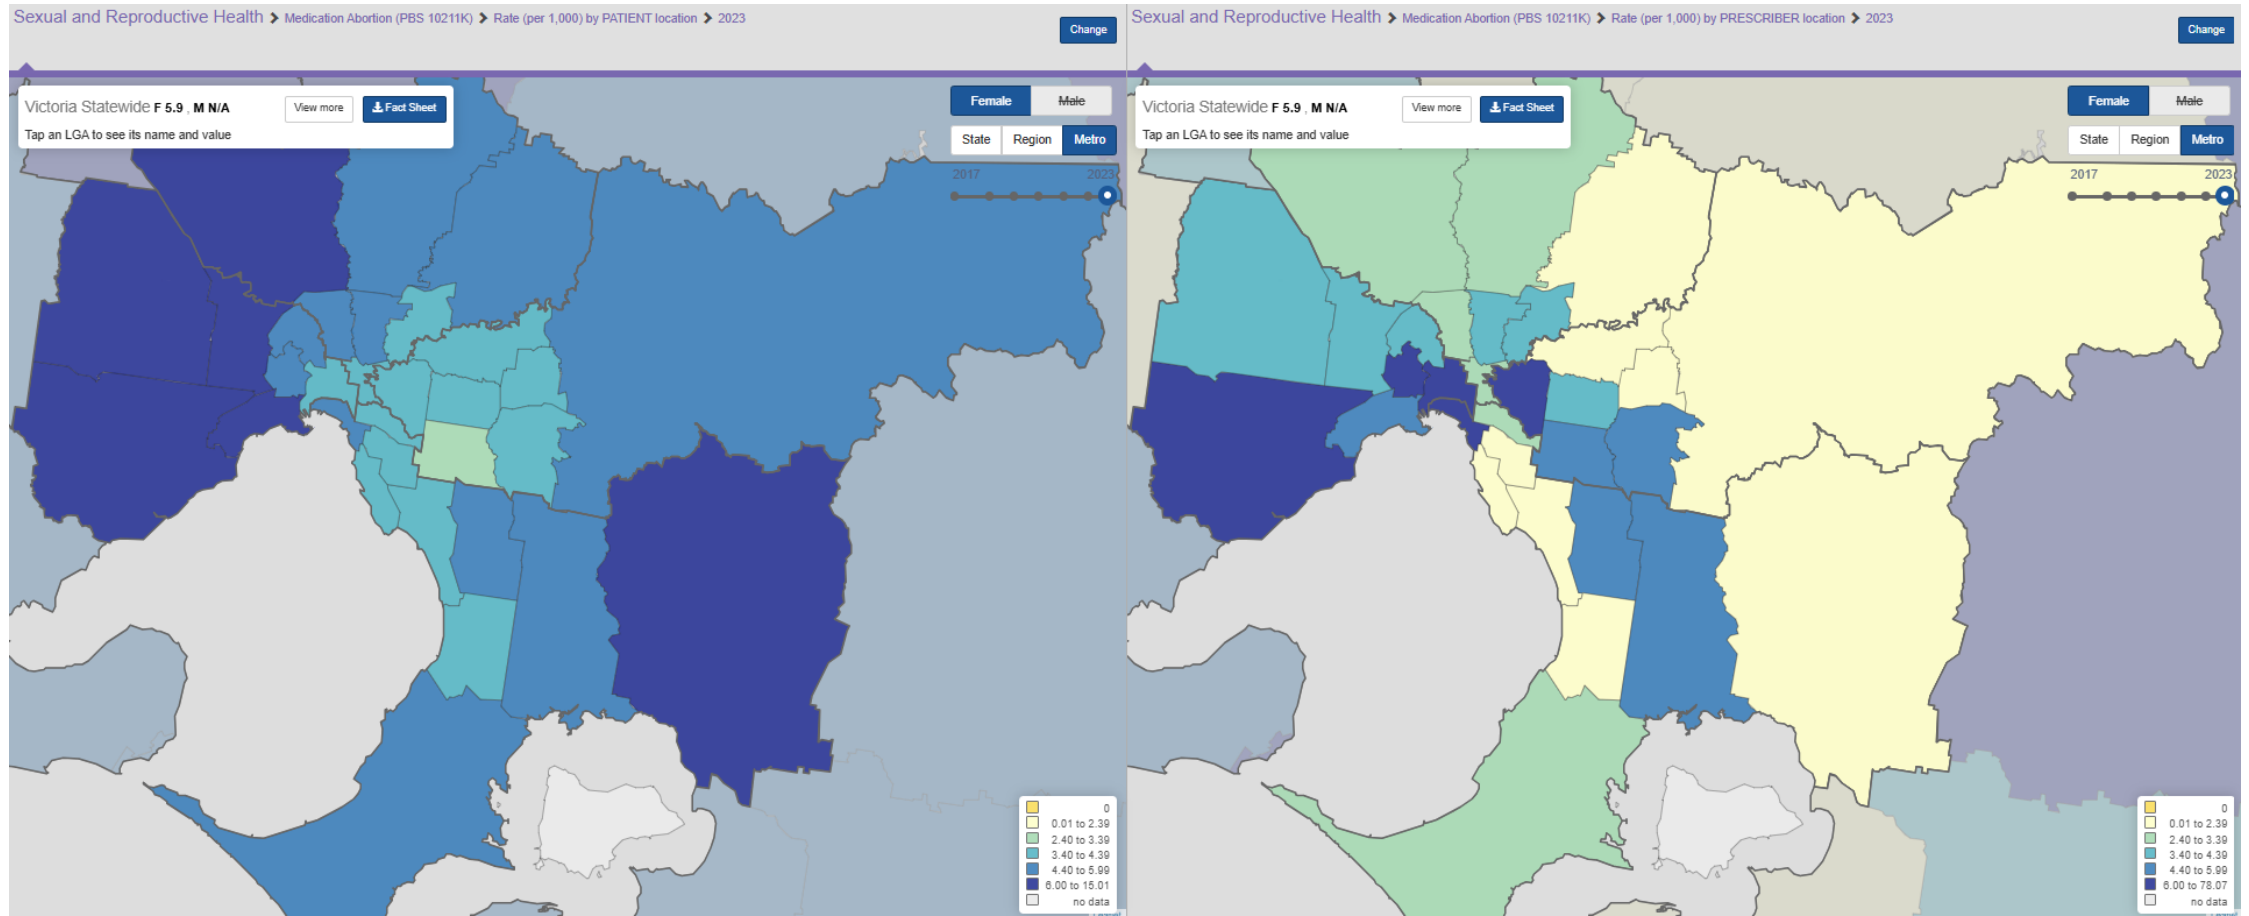 Sexual and Reproductive Health > Medication Abortion (PBS 10211K) > Rate (per 1,000) by PATIENT location > 2023
Change
Victoria Statewide F 5.9 , M N/A
View more
Fact Sheet
Tap an LGA to see its name and value
Female
Male
State
Region
Metro
2017
2023
0
0.01 to 2.39
2.40 to 3.39
3.40 to 4.39
4.40 to 5.99
6.00 to 15.01
no data
Sexual and Reproductive Health > Medication Abortion (PBS 10211K) > Rate (per 1,000) by PRESCRIBER location > 2023
Change
Victoria Statewide F 5.9 , M N/A
View more
Fact Sheet
Tap an LGA to see its name and value
Female
Male
State
Region
Metro
2017
2023
0
0.01 to 2.39
2.40 to 3.39
3.40 to 4.39
4.40 to 5.99
6.00 to 78.07
no data